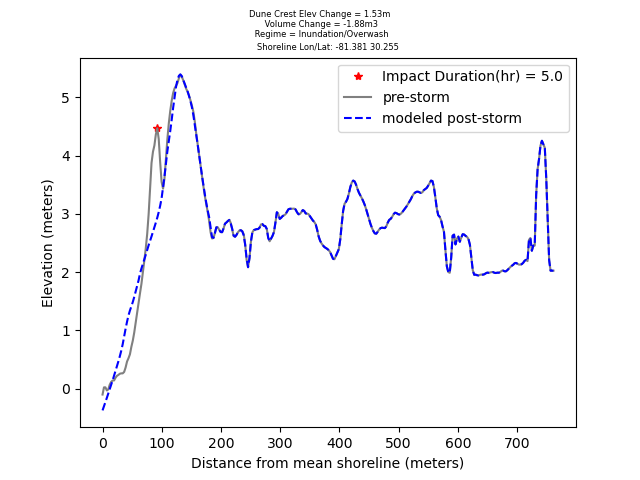 Dune Crest Elev Change = 1.53m
Volume Change = -1.88m3
Regime = Inundation/Overwash
Shoreline Lon/Lat: -81.381 30.255
Impact Duration(hr) = 5.0
pre-storm
modeled post-storm
Elevation (meters)
5
4
3
2
1
0
0 100 200 300 400 500 600 700
Distance from mean shoreline (meters)